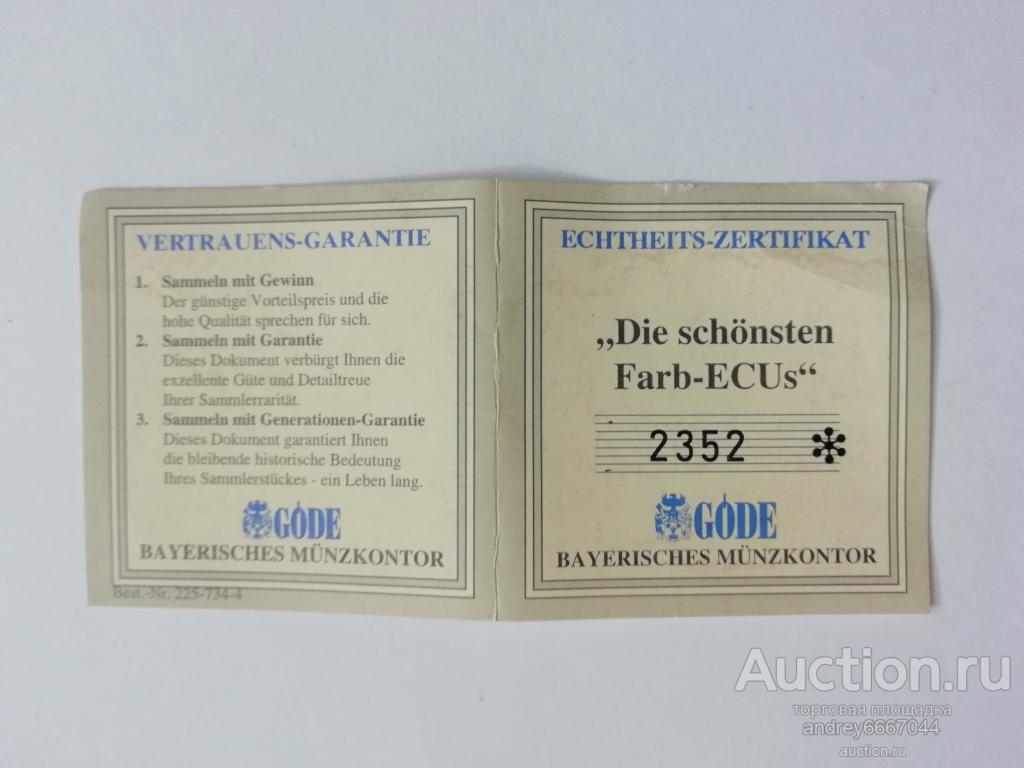 VERTRAUENS-GARANTIE
1. Sammeln mit Gewinn
Der günstige Vorteilspreis und die
hohe Qualität sprechen für sich.
2. Sammeln mit Garantie
Dieses Dokument verbürgt Ihnen die
exzellente Güte und Detailtreue
Ihrer Sammlerrarität.
3. Sammeln mit Generationen-Garantie
Dieses Dokument garantiert Ihnen
die bleibende historische Bedeutung
Ihres Sammlerstückes - ein Leben lang.
GÖDE
BAYERISCHES MÜNZKONTOR
Best.-Nr. 225-734-4
ECHTHEITS-ZERTIFIKAT
„Die schönsten
Farb-ECUs“
2352
GÖDE
BAYERISCHES MÜNZKONTOR
Auction.ru
торговая площадка
andrey6667044
auction.ru